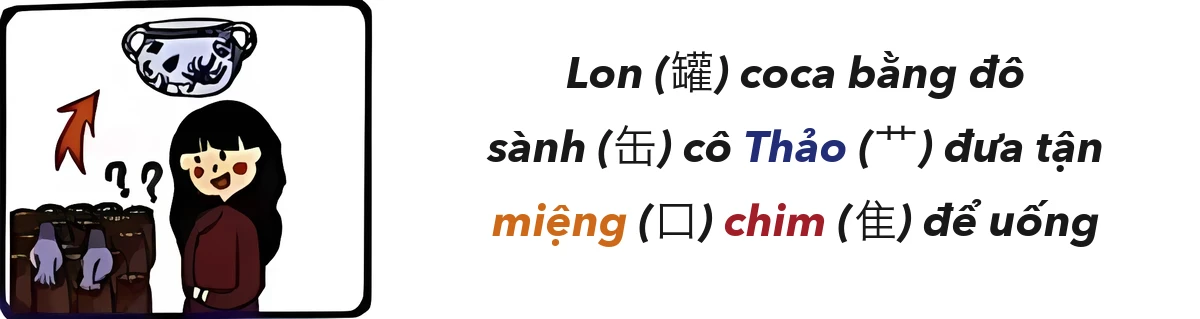 Lon (罐) coca bằng đô
sành (缶) cô Thảo (艹) đưa tận
miệng (口) chim (隹) để uống
??